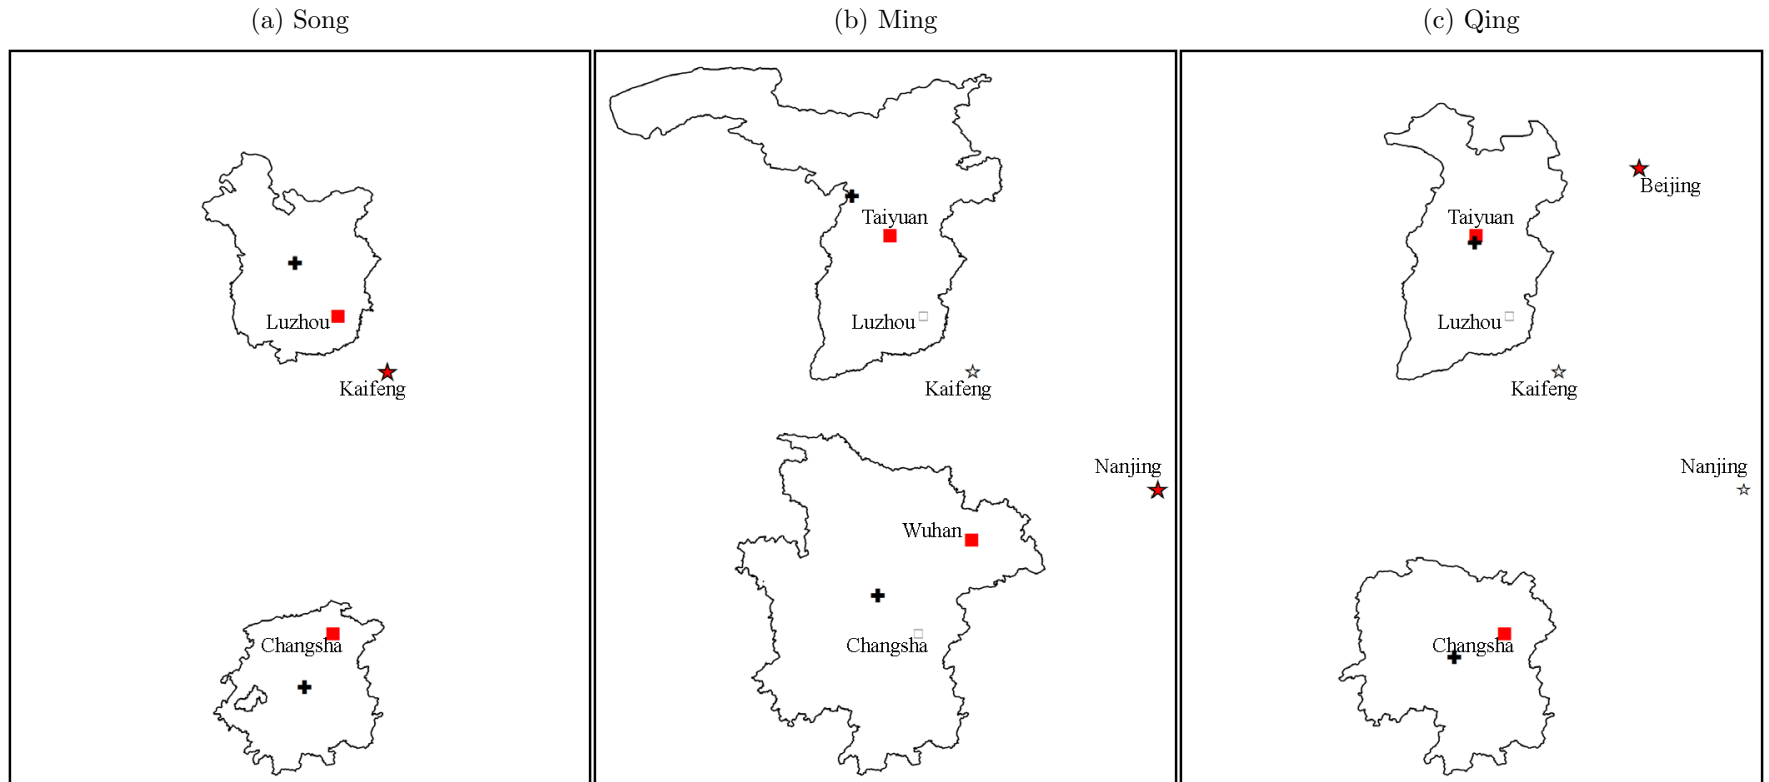 (a) Song
(b) Ming
(c) Qing
Luzhou
Kaifeng
Changsha
Taiyuan
Luzhou
Kaifeng
Nanjing
Wuhan
Changsha
Beijing
Taiyuan
Luzhou
Kaifeng
Nanjing
Changsha